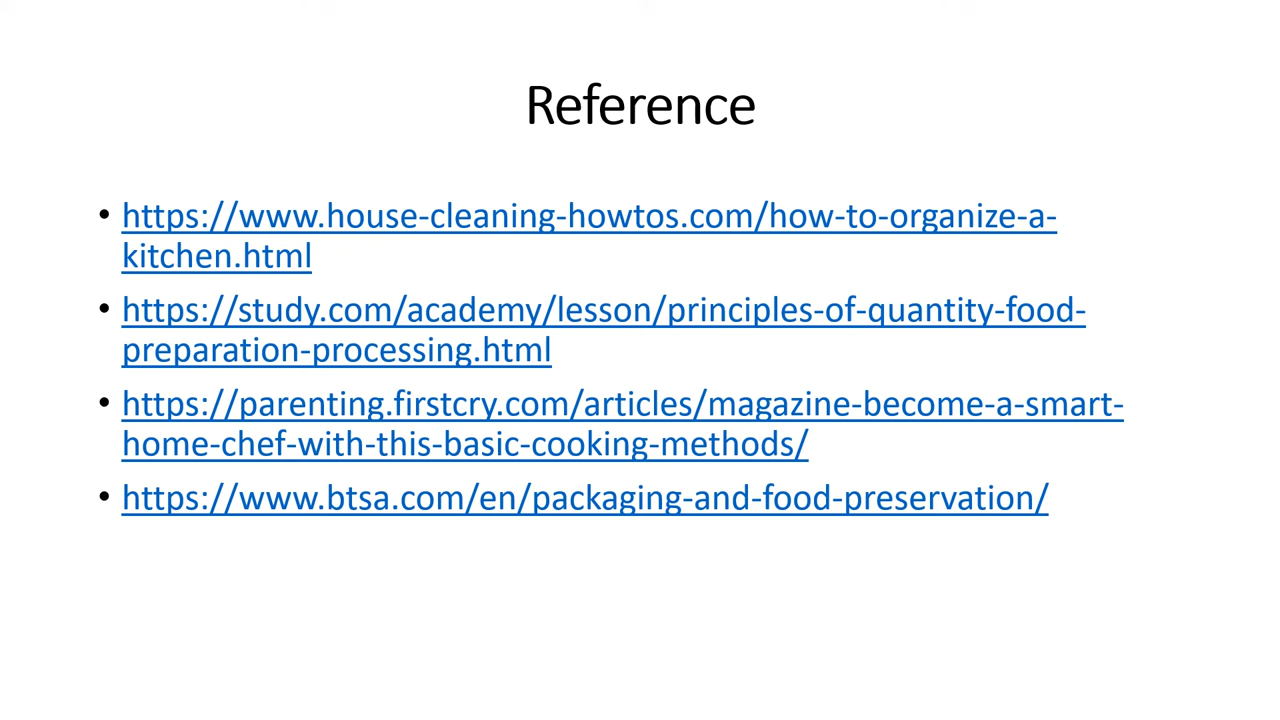 Reference
• https://www.house-cleaning-howtos.com/how-to-organize-a-
kitchen.html
• https://study.com/academy/lesson/principles-of-quantity-food-
preparation-processing.html
• https://parenting.firstcry.com/articles/magazine-become-a-smart-
home-chef-with-this-basic-cooking-methods/
• https://www.btsa.com/en/packaging-and-food-preservation/